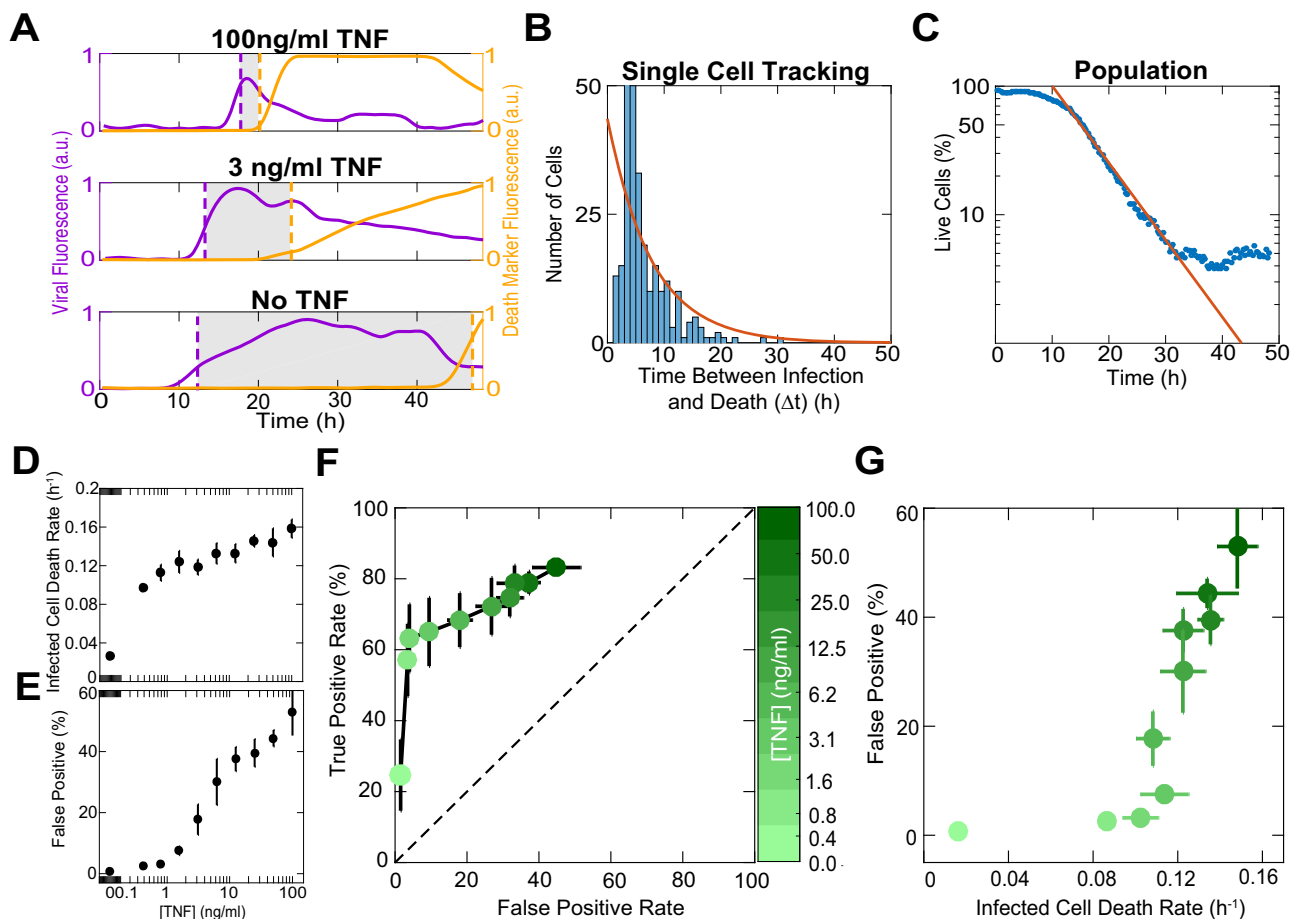 A
100ng/ml TNF
1
0
1
0
3 ng/ml TNF
1
0
1
0
No TNF
1
0
1
0
0 10 20 30 40
Time (h)
Viral Fluorescence (a.u.)
Death Marker Fluorescence (a.u.)
B
Single Cell Tracking
50
25
0
0 10 20 30 40 50
Number of Cells
Time Between Infection
and Death (Δt) (h)
C
Population
100
50
10
0 10 20 30 40 50
Live Cells (%)
Time (h)
D
0.2
0.16
0.12
0.08
0.04
0
Infected Cell Death Rate (h⁻¹)
E
60
40
20
0
False Positive (%)
00.1 1 10 100
[TNF] (ng/ml)
F
100
80
60
40
20
0
0 20 40 60 80 100
True Positive Rate (%)
False Positive Rate
[TNF] (ng/ml)
100.0
50.0
25.0
12.5
6.2
3.1
1.6
0.8
0.4
0.0
G
60
40
20
0
0 0.04 0.08 0.12 0.16
False Positive (%)
Infected Cell Death Rate (h⁻¹)